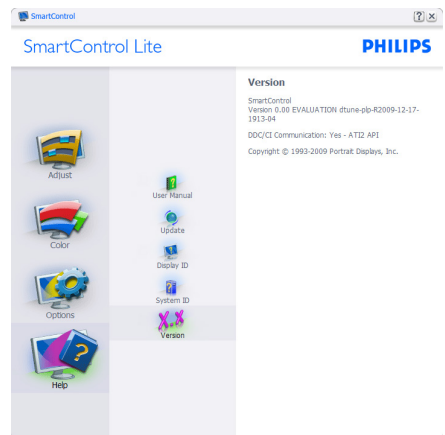 SmartControl
SmartControl Lite
PHILIPS
Adjust
Color
Options
Help
User Manual
Update
Display ID
System ID
X.X
Version
Version
SmartControl
Version 0.00 EVALUATION dtune-plp-R2009-12-17-
1913-04
DDC/CI Communication: Yes - ATI2 API
Copyright © 1993-2009 Portrait Displays, Inc.